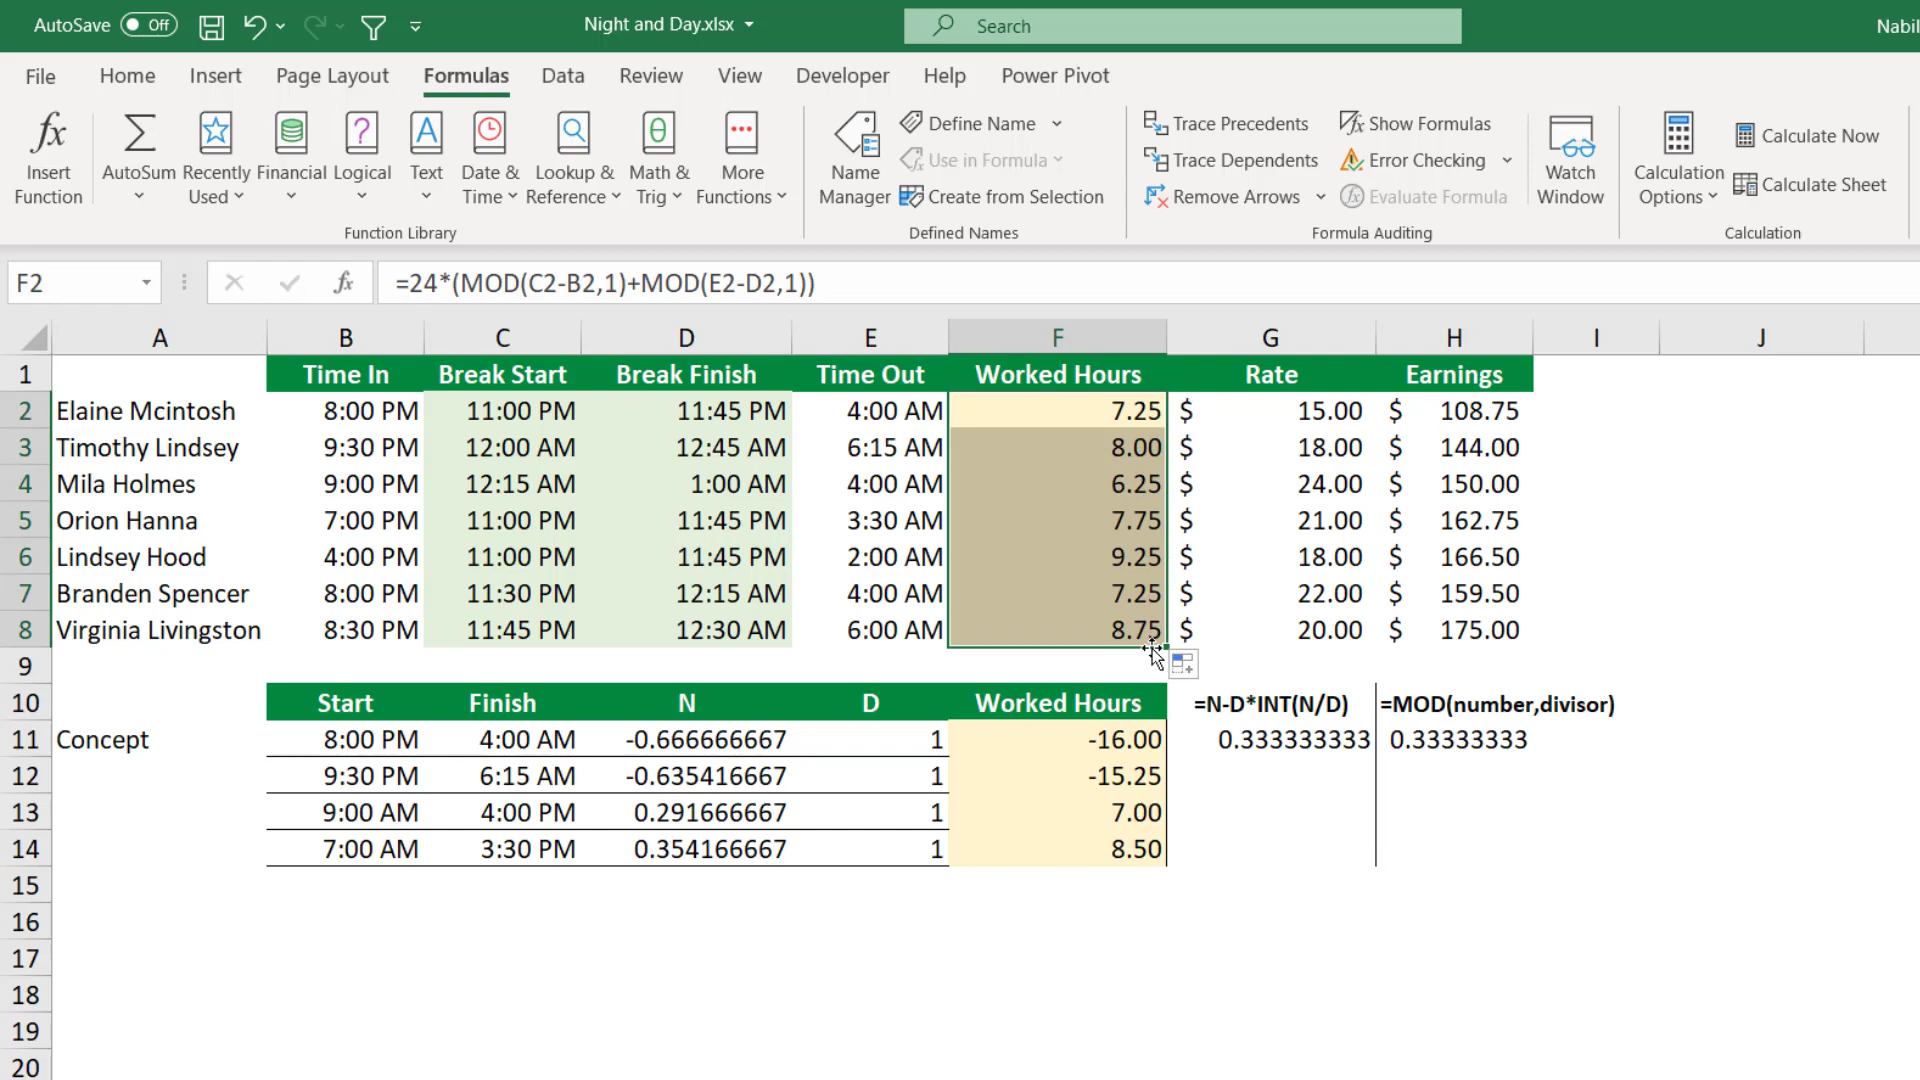 AutoSave Off Night and Day.xlsx Search Nabil
File Home Insert Page Layout Formulas Data Review View Developer Help Power Pivot
fx Insert Function
AutoSum
Recently Used
Financial
Logical
Text
Date & Time
Lookup & Reference
Math & Trig
More Functions
Function Library
Name Manager
Define Name
Use in Formula
Create from Selection
Defined Names
Trace Precedents
Trace Dependents
Remove Arrows
Show Formulas
Error Checking
Evaluate Formula
Formula Auditing
Watch Window
Calculation Options
Calculate Now
Calculate Sheet
Calculation
F2 fx =24*(MOD(C2-B2,1)+MOD(E2-D2,1))
A B C D E F G H I J
1 Time In Break Start Break Finish Time Out Worked Hours Rate Earnings
2 Elaine Mcintosh 8:00 PM 11:00 PM 11:45 PM 4:00 AM 7.25 $ 15.00 $ 108.75
3 Timothy Lindsey 9:30 PM 12:00 AM 12:45 AM 6:15 AM 8.00 $ 18.00 $ 144.00
4 Mila Holmes 9:00 PM 12:15 AM 1:00 AM 4:00 AM 6.25 $ 24.00 $ 150.00
5 Orion Hanna 7:00 PM 11:00 PM 11:45 PM 3:30 AM 7.75 $ 21.00 $ 162.75
6 Lindsey Hood 4:00 PM 11:00 PM 11:45 PM 2:00 AM 9.25 $ 18.00 $ 166.50
7 Branden Spencer 8:00 PM 11:30 PM 12:15 AM 4:00 AM 7.25 $ 22.00 $ 159.50
8 Virginia Livingston 8:30 PM 11:45 PM 12:30 AM 6:00 AM 8.75 $ 20.00 $ 175.00
9
10 Start Finish N D Worked Hours =N-D*INT(N/D) =MOD(number,divisor)
11 Concept 8:00 PM 4:00 AM -0.666666667 1 -16.00 0.333333333 0.33333333
12 9:30 PM 6:15 AM -0.635416667 1 -15.25
13 9:00 AM 4:00 PM 0.291666667 1 7.00
14 7:00 AM 3:30 PM 0.354166667 1 8.50
15
16
17
18
19
20